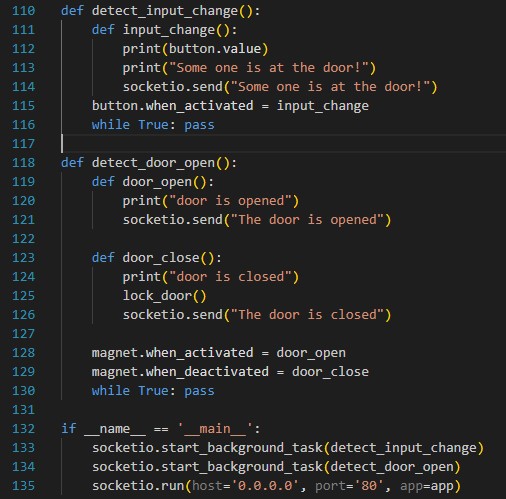 110 def detect_input_change():
111     def input_change():
112         print(button.value)
113         print("Some one is at the door!")
114         socketio.send("Some one is at the door!")
115     button.when_activated = input_change
116     while True: pass
117
118 def detect_door_open():
119     def door_open():
120         print("door is opened")
121         socketio.send("The door is opened")
122
123     def door_close():
124         print("door is closed")
125         lock_door()
126         socketio.send("The door is closed")
127
128     magnet.when_activated = door_open
129     magnet.when_deactivated = door_close
130     while True: pass
131
132 if __name__ == '__main__':
133     socketio.start_background_task(detect_input_change)
134     socketio.start_background_task(detect_door_open)
135     socketio.run(host='0.0.0.0', port='80', app=app)